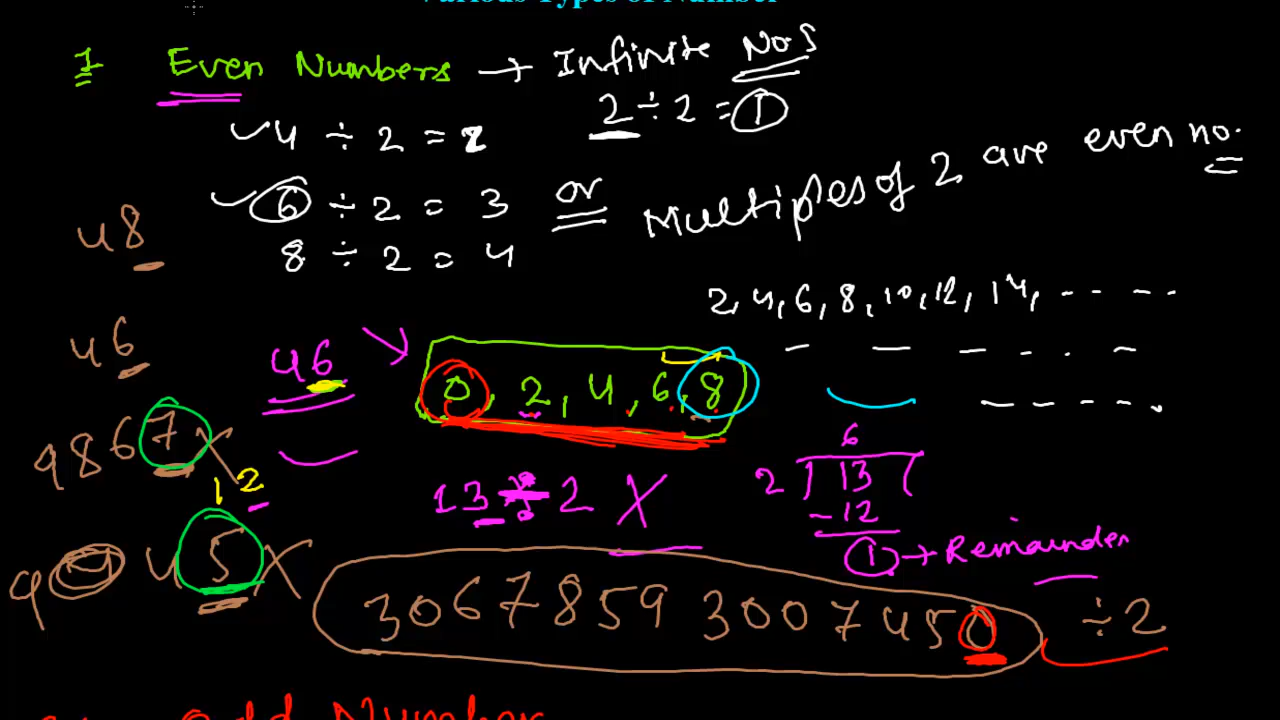 Various Types of Number
1 Even Numbers → Infinite Nos
2 ÷ 2 = 1
4 ÷ 2 = 2
6 ÷ 2 = 3 or Multiples of 2 are even no.
8 ÷ 2 = 4
48
2, 4, 6, 8, 10, 12, 14, - - - -
46
46
0, 2, 4, 6, 8
9867 X
12
13 ÷ 2 X
6
2 ) 13 (
-12
1 → Remainder
9 45 X
3067859 3007450 ÷ 2
Odd Number